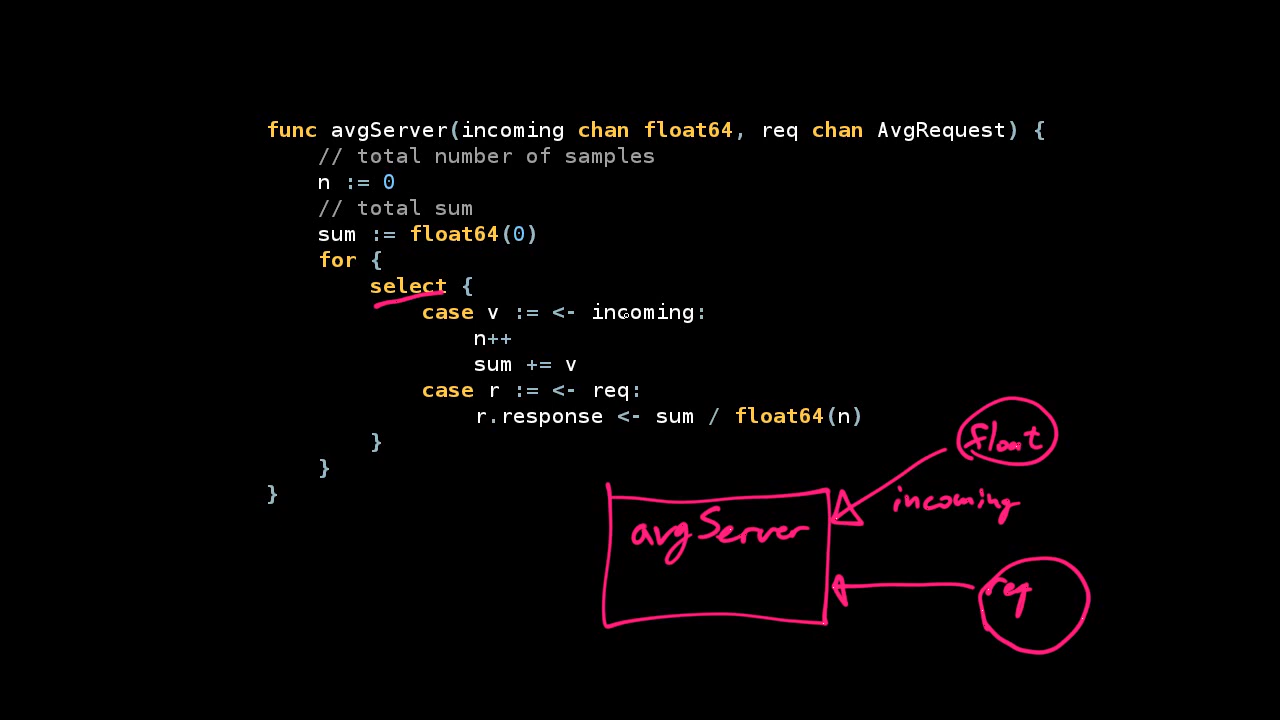 func avgServer(incoming chan float64, req chan AvgRequest) {
// total number of samples
n := 0
// total sum
sum := float64(0)
for {
select {
case v := <- incoming:
n++
sum += v
case r := <- req:
r.response <- sum / float64(n)
}
}
}
float
incoming
avgServer
req